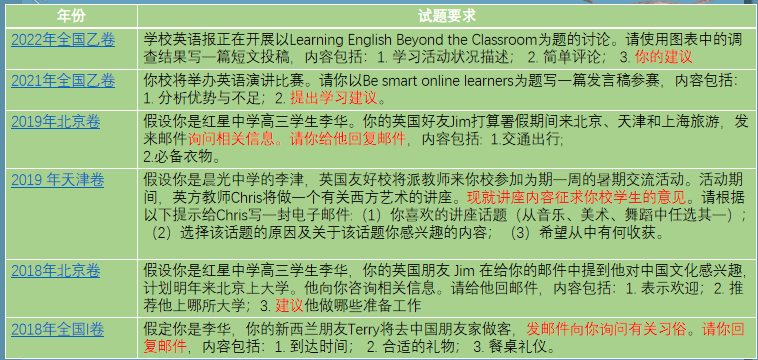 年份 试题要求
2022年全国乙卷 学校英语报正在开展以Learning English Beyond the Classroom为题的讨论。请使用图表中的调
查结果写一篇短文投稿，内容包括：1. 学习活动状况描述； 2. 简单评论； 3. 你的建议
2021年全国乙卷 你校将举办英语演讲比赛。请你以Be smart online learners为题写一篇发言稿参赛，内容包括：
1. 分析优势与不足；2. 提出学习建议。
2019年北京卷 假设你是红星中学高三学生李华。你的英国好友Jim打算署假期间来北京、天津和上海旅游，发
来邮件询问相关信息。请你给他回复邮件，内容包括：1.交通出行;
2.必备衣物。
2019 年天津卷 假设你是晨光中学的李津，英国友好校将派教师来你校参加为期一周的暑期交流活动。活动期
间，英方教师Chris将做一个有关西方艺术的讲座。现就讲座内容征求你校学生的意见。请根据
以下提示给Chris写一封电子邮件:（1）你喜欢的讲座话题（从音乐、美术、舞蹈中任选其一）；
（2）选择该话题的原因及关于该话题你感兴趣的内容； （3）希望从中有何收获。
2018年北京卷 假设你是红星中学高三学生李华，你的英国朋友 Jim 在给你的邮件中提到他对中国文化感兴趣,
计划明年来北京上大学。他向你咨询相关信息。请给他回邮件，内容包括：1. 表示欢迎；2. 推
荐他上哪所大学；3. 建议他做哪些准备工作
2018年全国I卷 假定你是李华，你的新西兰朋友Terry将去中国朋友家做客，发邮件向你询问有关习俗。请你回
复邮件，内容包括：1. 到达时间； 2. 合适的礼物； 3. 餐桌礼仪。